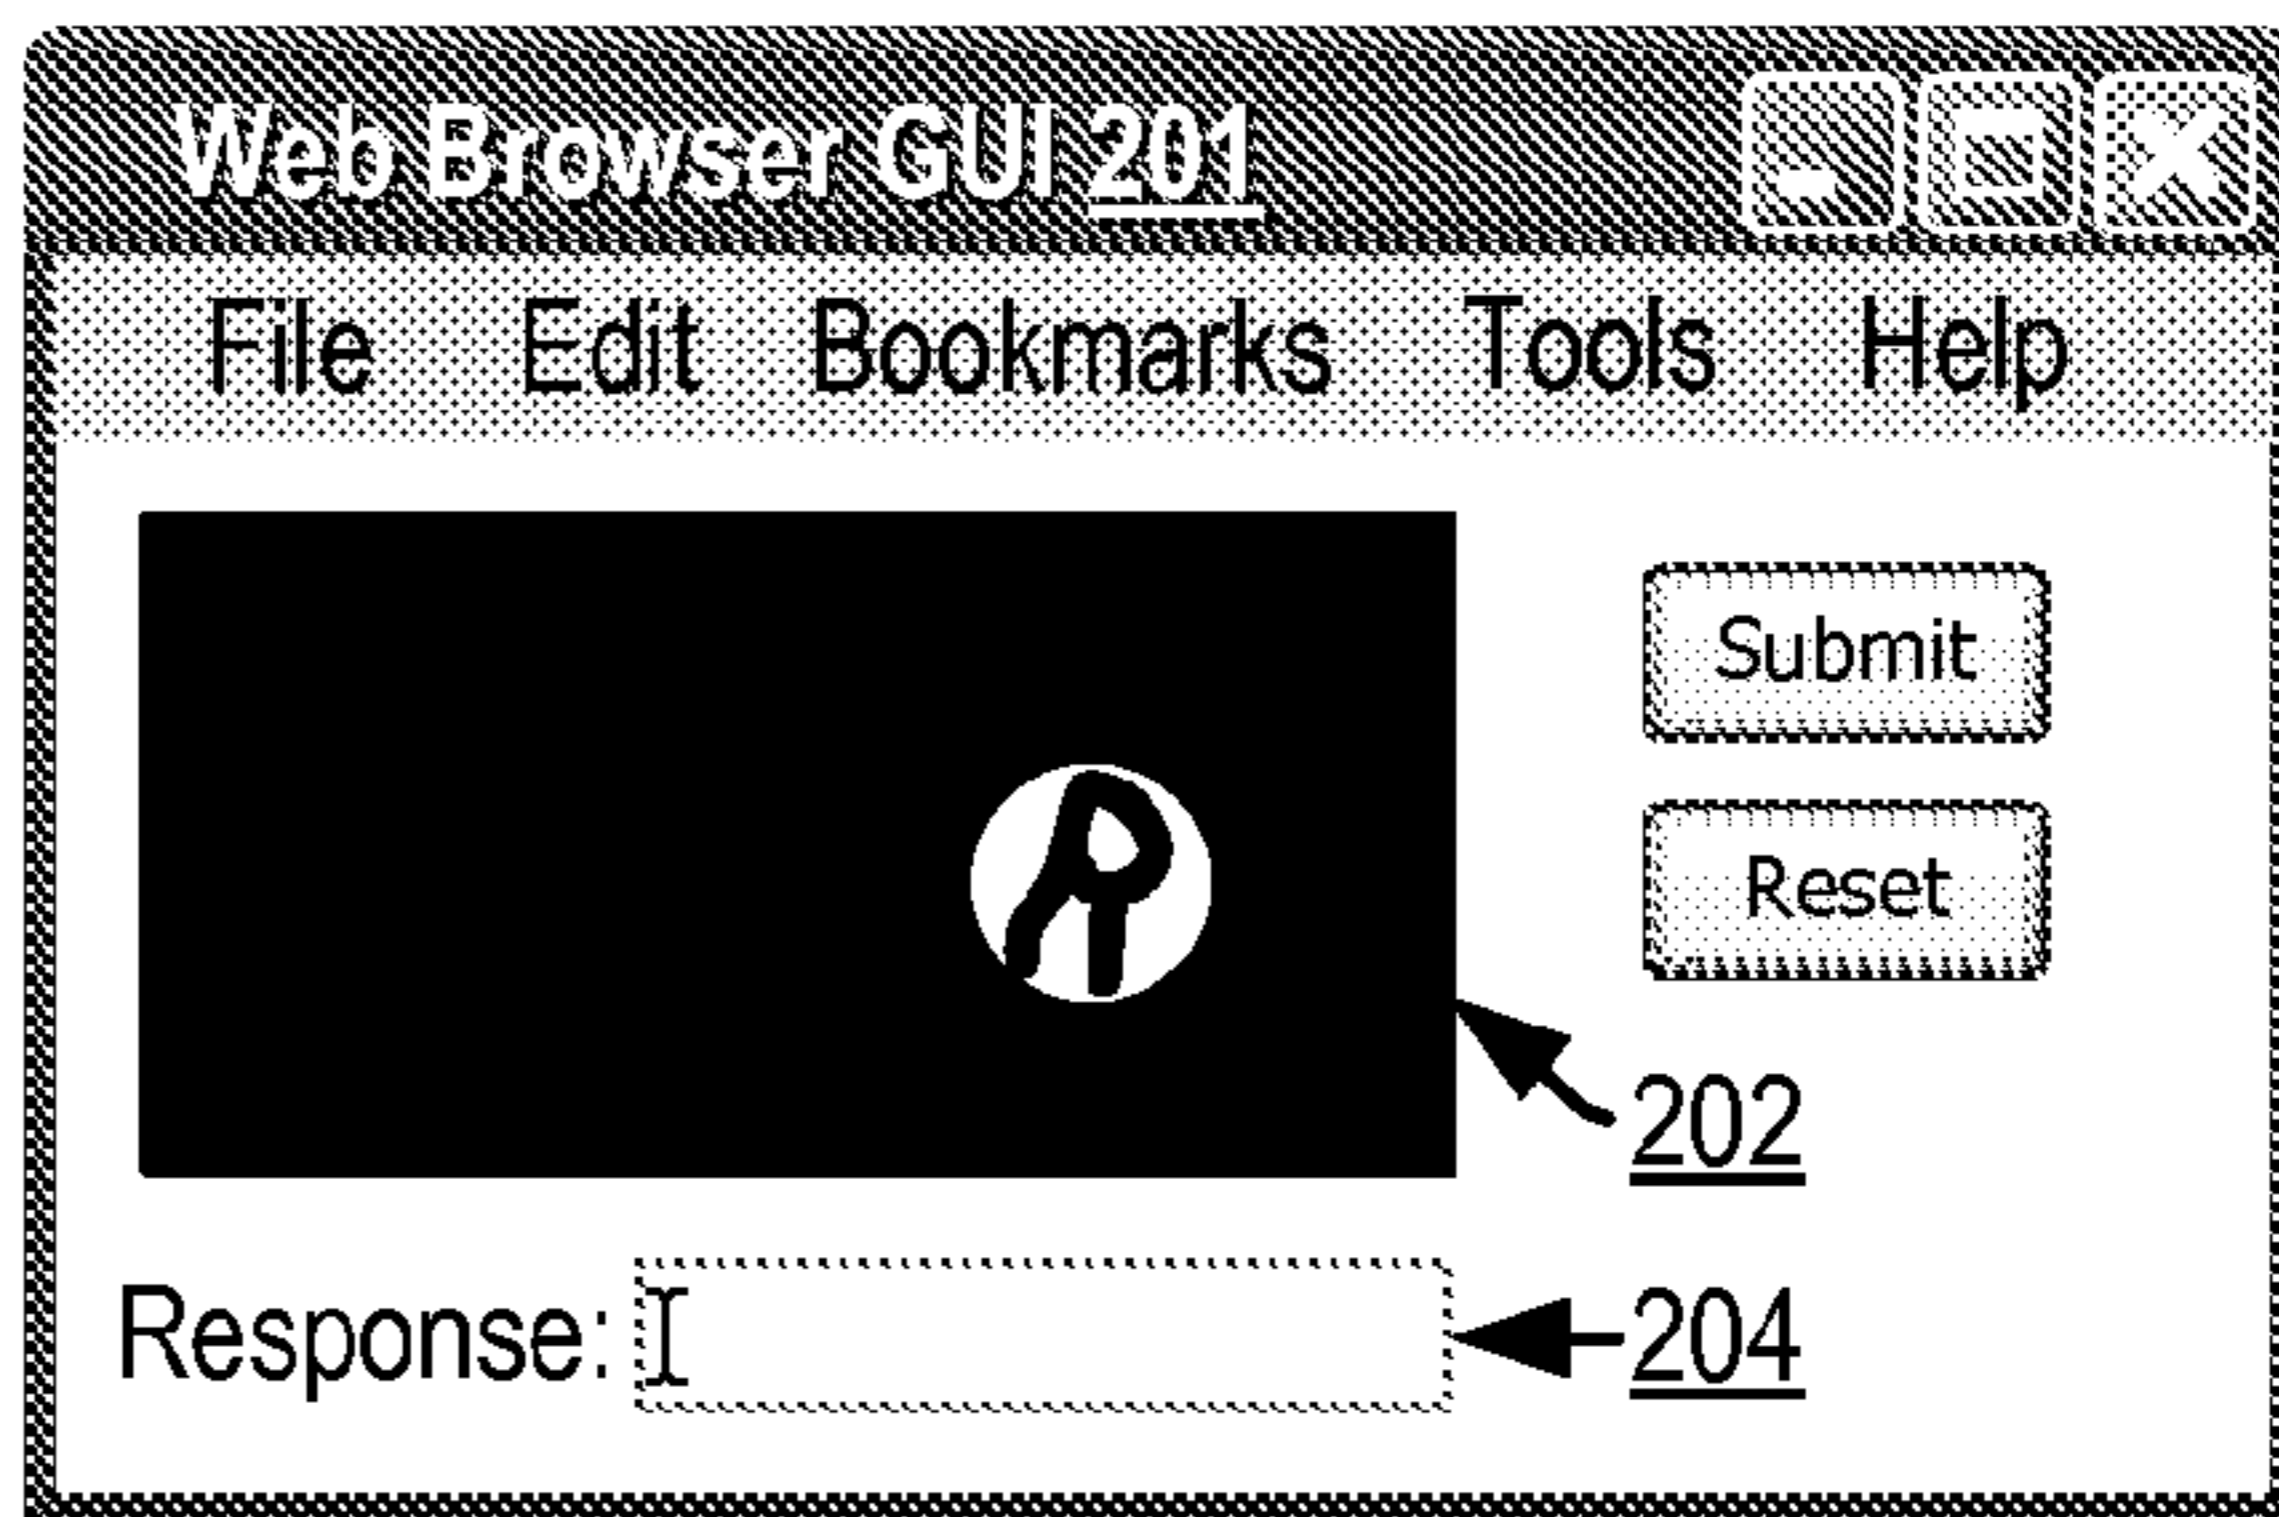 Web Browser GUI 201
File Edit Bookmarks Tools Help
Submit
R
Reset
202
Response:
204